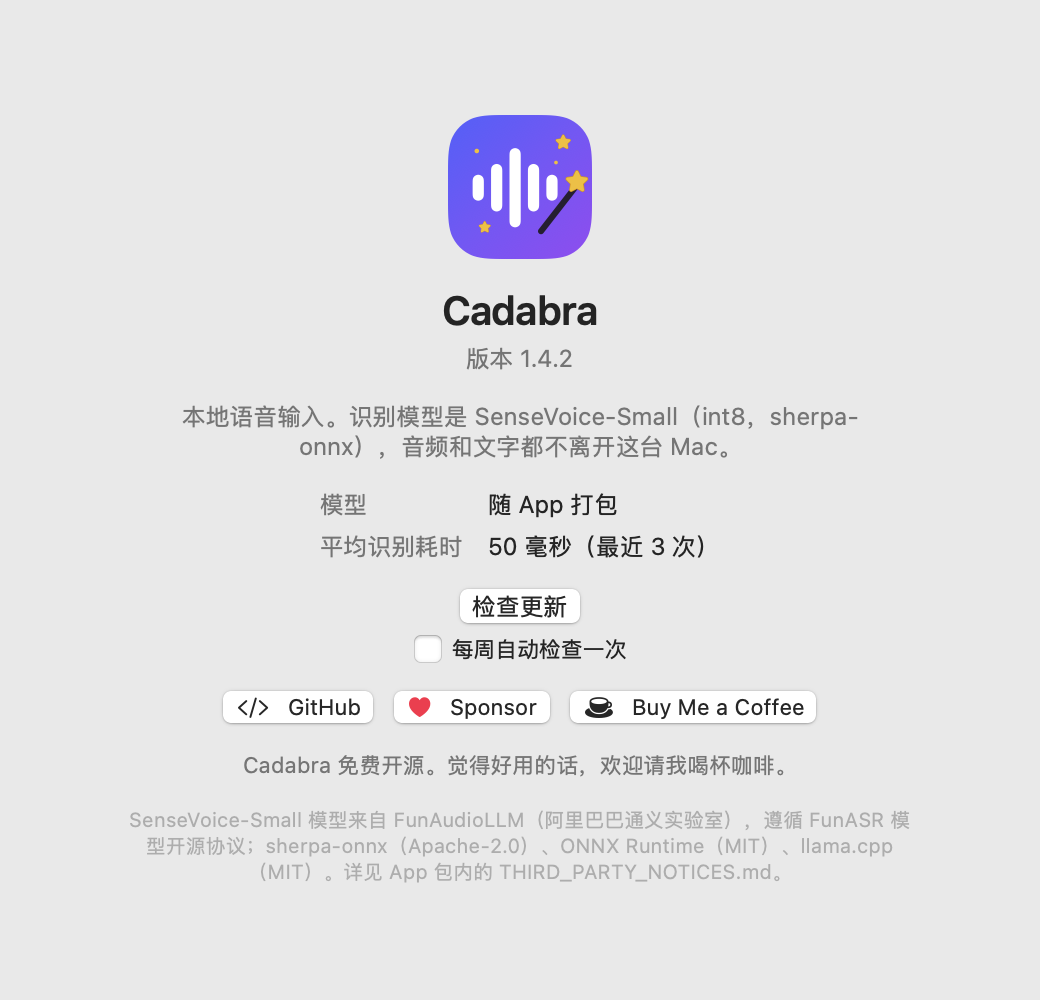 Cadabra
版本 1.4.2
本地语音输入。识别模型是 SenseVoice-Small（int8，sherpa-
onnx），音频和文字都不离开这台 Mac。
模型 随 App 打包
平均识别耗时 50 毫秒（最近 3 次）
检查更新
每周自动检查一次
</> GitHub Sponsor Buy Me a Coffee
Cadabra 免费开源。觉得好用的话，欢迎请我喝杯咖啡。
SenseVoice-Small 模型来自 FunAudioLLM（阿里巴巴通义实验室），遵循 FunASR 模
型开源协议；sherpa-onnx（Apache-2.0）、ONNX Runtime（MIT）、llama.cpp
（MIT）。详见 App 包内的 THIRD_PARTY_NOTICES.md。